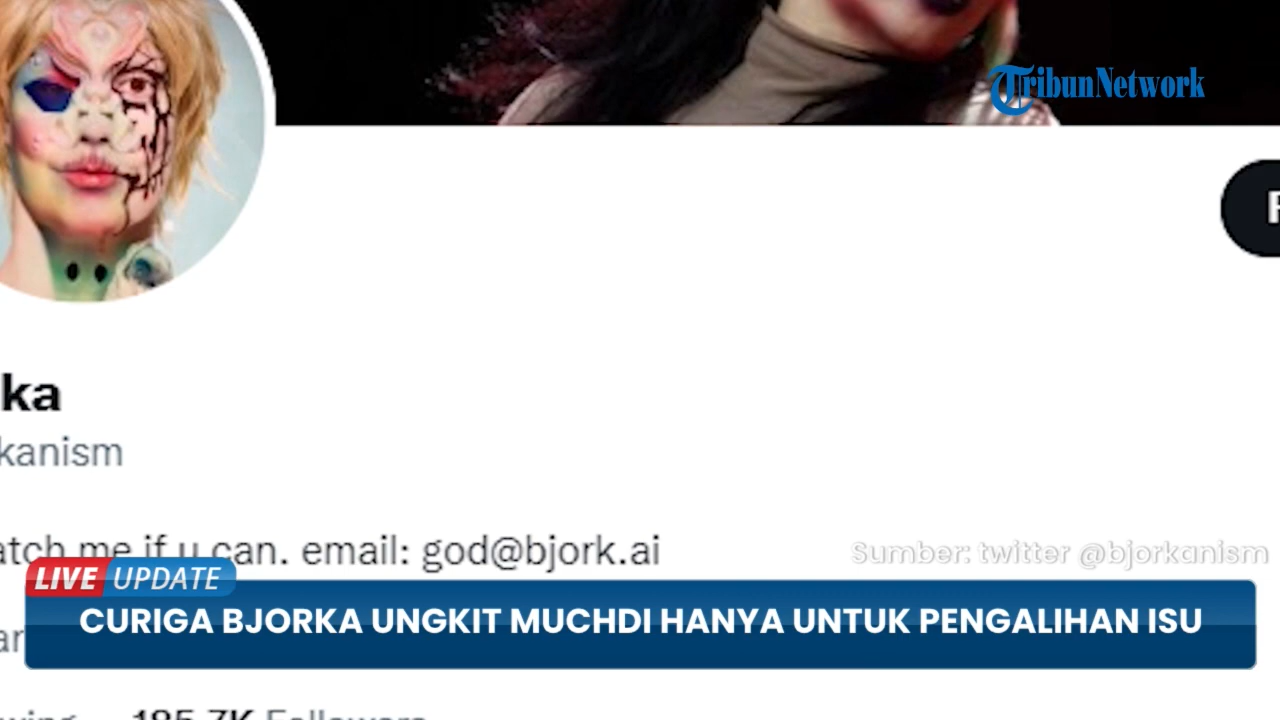 TribunNetwork
ka
kanism
atch me if u can. email: god@bjork.ai
Sumber: twitter @bjorkanism
LIVE UPDATE
CURIGA BJORKA UNGKIT MUCHDI HANYA UNTUK PENGALIHAN ISU
185.7K Followers